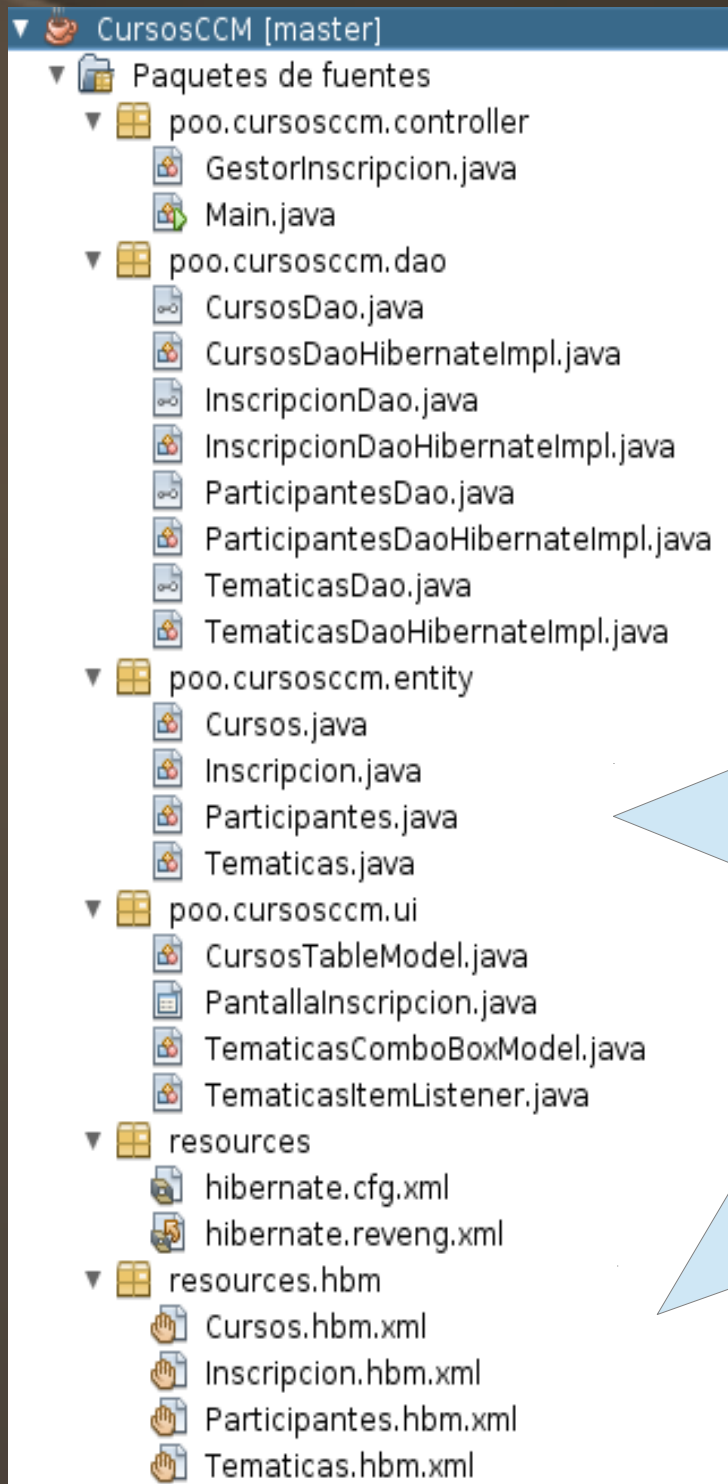 CursosCCM [master]
Paquetes de fuentes
poo.cursosccm.controller
GestorInscripcion.java
Main.java
poo.cursosccm.dao
CursosDao.java
CursosDaoHibernateImpl.java
InscripcionDao.java
InscripcionDaoHibernateImpl.java
ParticipantesDao.java
ParticipantesDaoHibernateImpl.java
TematicasDao.java
TematicasDaoHibernateImpl.java
poo.cursosccm.entity
Cursos.java
Inscripcion.java
Participantes.java
Tematicas.java
poo.cursosccm.ui
CursosTableModel.java
PantallaInscripcion.java
TematicasComboBoxModel.java
TematicasItemListener.java
resources
hibernate.cfg.xml
hibernate.reveng.xml
resources.hbm
Cursos.hbm.xml
Inscripcion.hbm.xml
Participantes.hbm.xml
Tematicas.hbm.xml